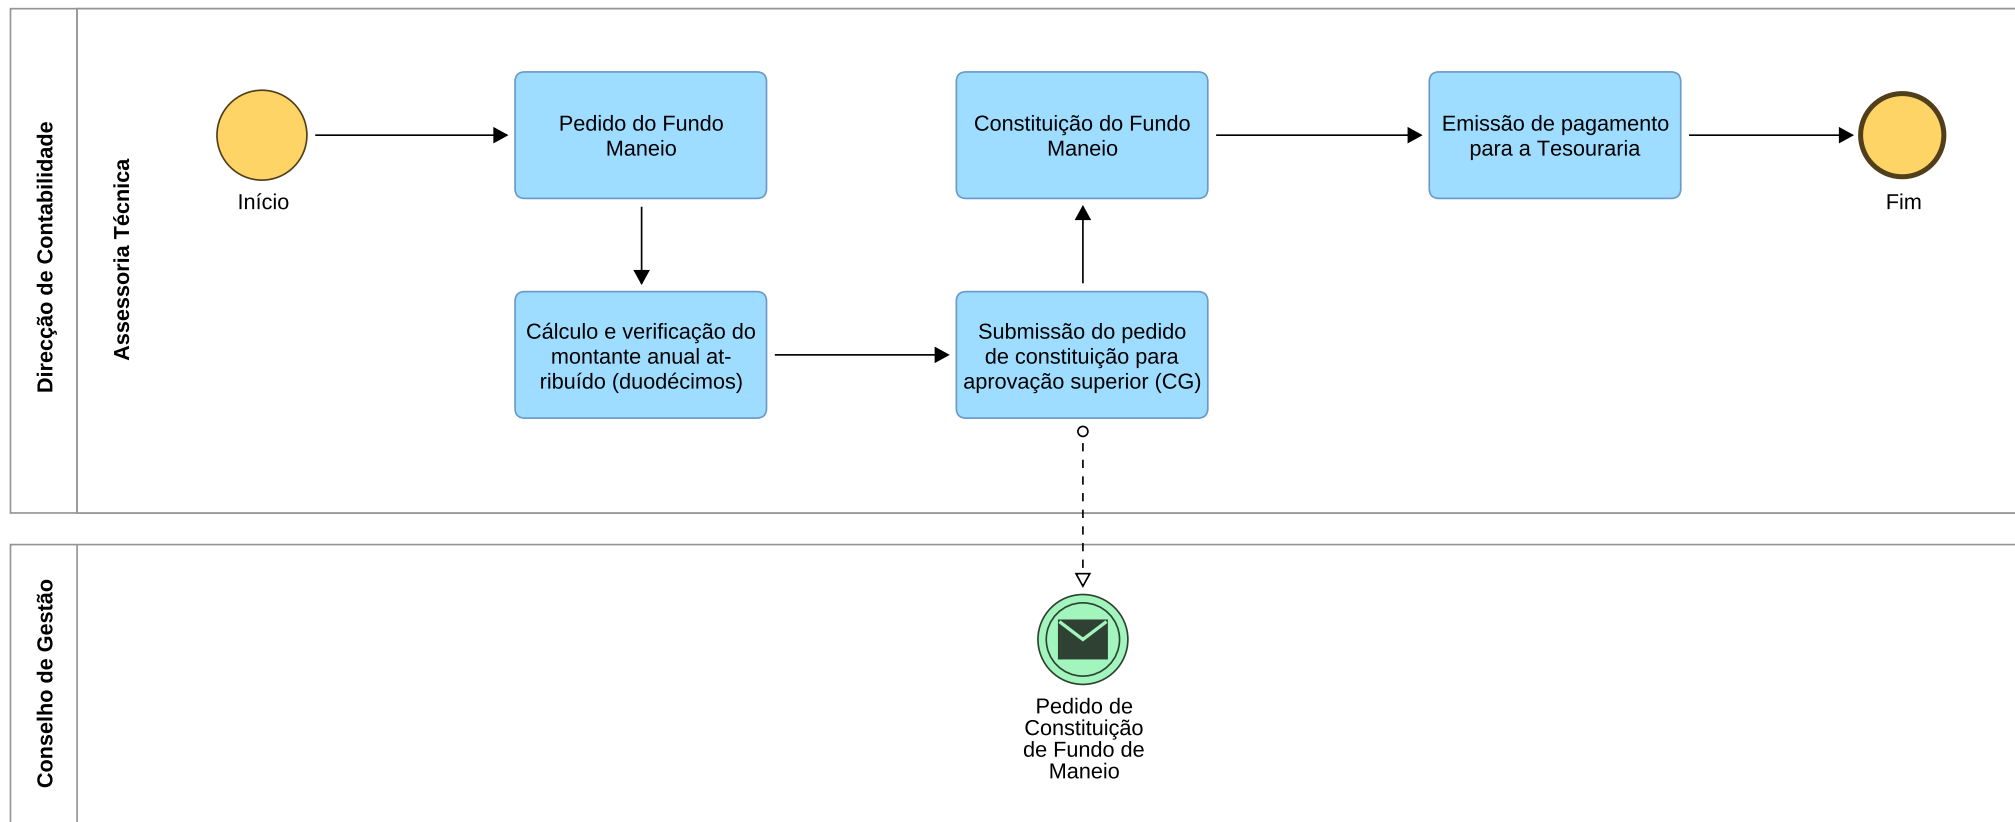 Direcção de Contabilidade
Assessoria Técnica
Início
Pedido do Fundo
Maneio
Constituição do Fundo
Maneio
Emissão de pagamento
para a Tesouraria
Fim
Cálculo e verificação do
montante anual at-
ribuído (duodécimos)
Submissão do pedido
de constituição para
aprovação superior (CG)
Conselho de Gestão
Pedido de
Constituição
de Fundo de
Maneio